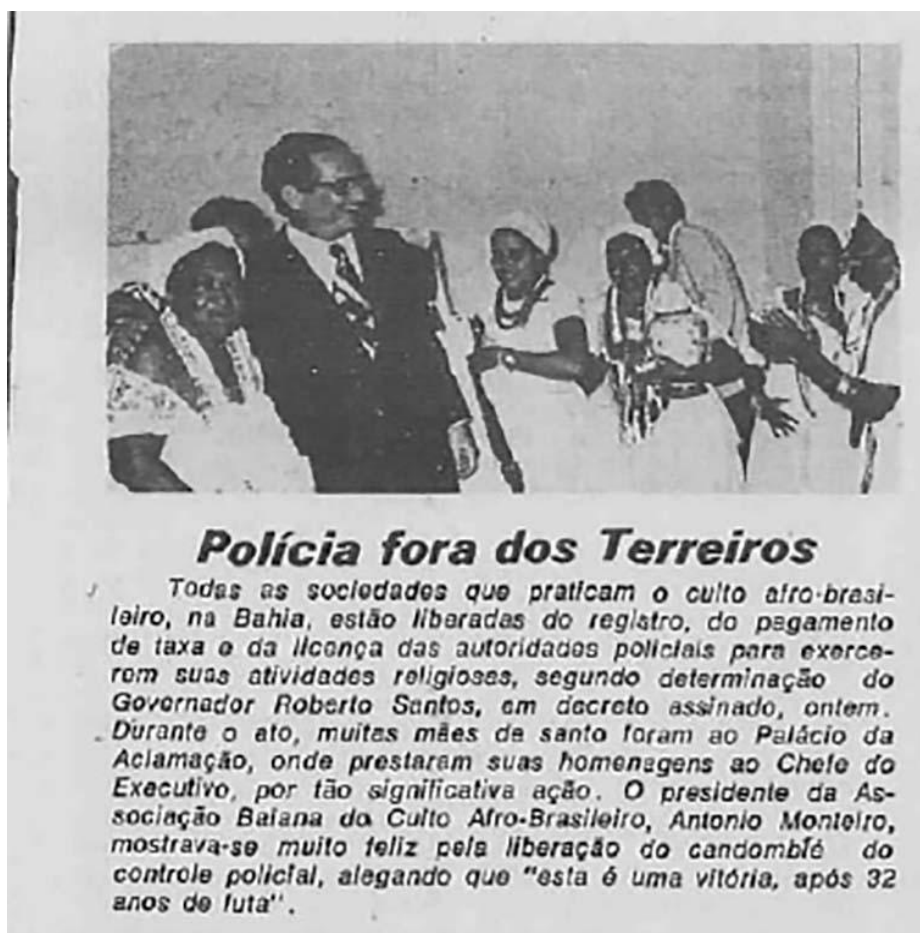 Polícia fora dos Terreiros
Todas as sociedades que praticam o culto afro-brasi-
leiro, na Bahia, estão liberadas do registro, do pagamento
de taxa e da licença das autoridades policiais para exerce-
rem suas atividades religiosas, segundo determinação do
Governador Roberto Santos, em decreto assinado, ontem.
Durante o ato, muitas mães de santo foram ao Palácio da
Aclamação, onde prestaram suas homenagens ao Chefe do
Executivo, por tão significativa ação. O presidente da As-
sociação Baiana do Culto Afro-Brasileiro, Antonio Monteiro,
mostrava-se muito feliz pela liberação do candomblé do
controle policial, alegando que "esta é uma vitória, após 32
anos de luta".